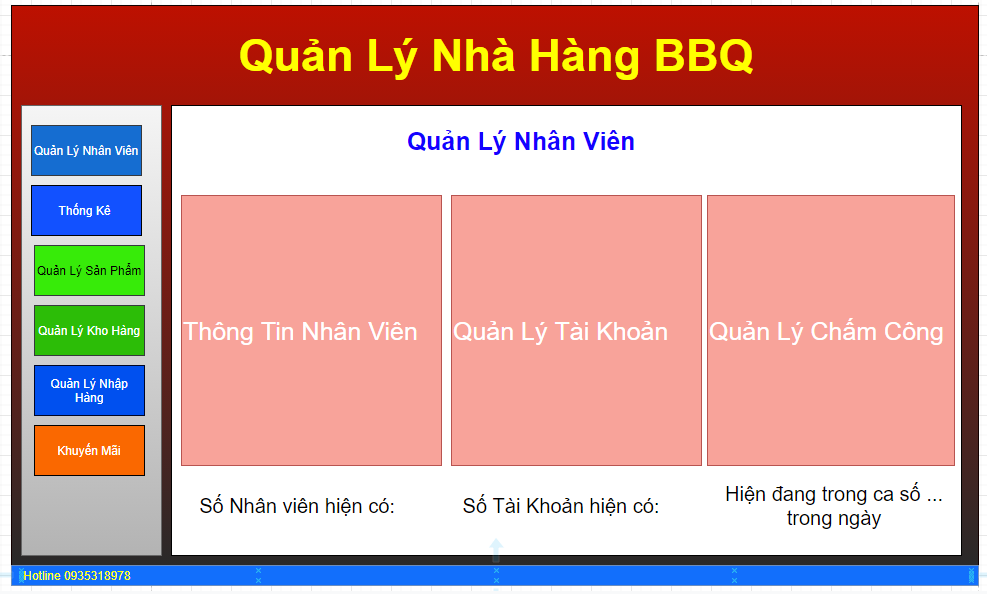 Quản Lý Nhà Hàng BBQ
Quản Lý Nhân Viên
Thống Kê
Quản Lý Sản Phẩm
Quản Lý Kho Hàng
Quản Lý Nhập
Hàng
Khuyến Mãi
Quản Lý Nhân Viên
Thông Tin Nhân Viên
Quản Lý Tài Khoản
Quản Lý Chấm Công
Số Nhân viên hiện có:
Số Tài Khoản hiện có:
Hiện đang trong ca số ...
trong ngày
Hotline 0935318978